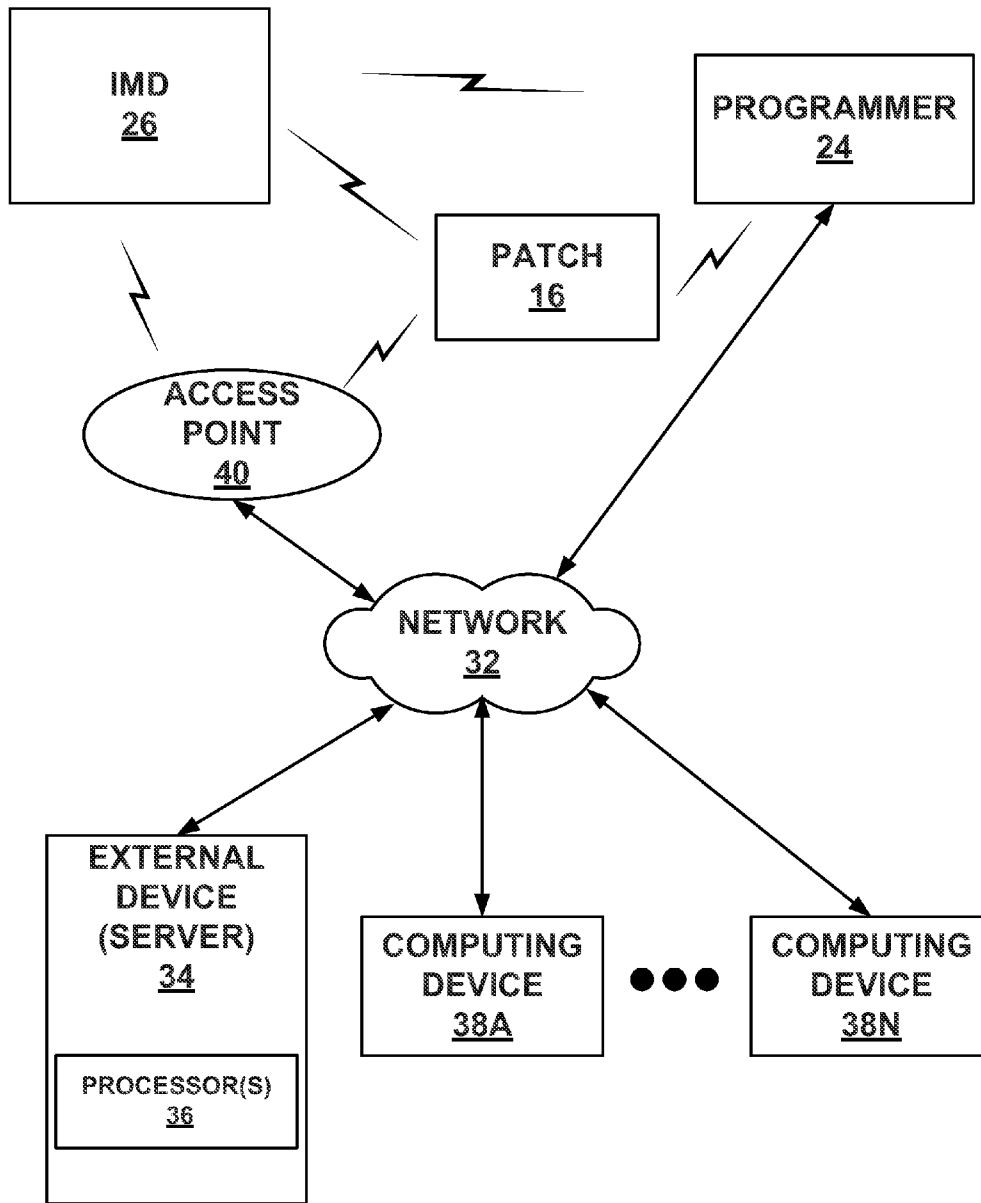 IMD
26
PROGRAMMER
24
PATCH
16
ACCESS
POINT
40
NETWORK
32
EXTERNAL
DEVICE
(SERVER)
34
PROCESSOR(S)
36
COMPUTING
DEVICE
38A
COMPUTING
DEVICE
38N